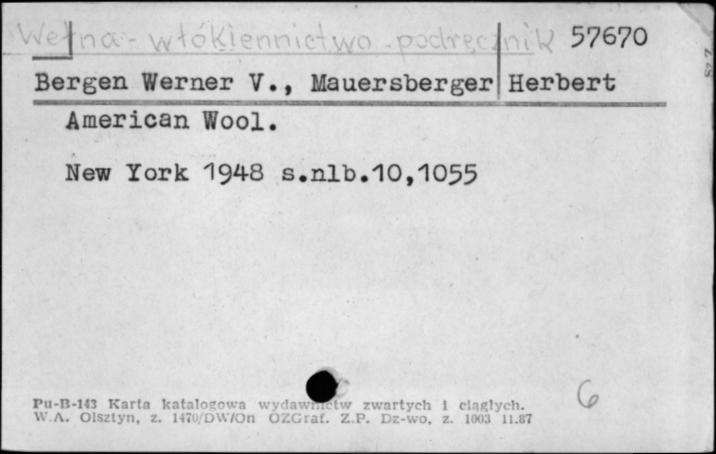 Wełna - włókiennictwo - podręcznik 57670
Bergen Werner V., Mauersberger Herbert
American Wool.
New York 1948 s.nlb.10,1055
6
Pu-B-143 Karta katalogowa wydawnictw zwartych i ciągłych.
W.A. Olsztyn, z. 1470/DW/On OZGraf. Z.P. Dz-wo, z. 1003 11.87